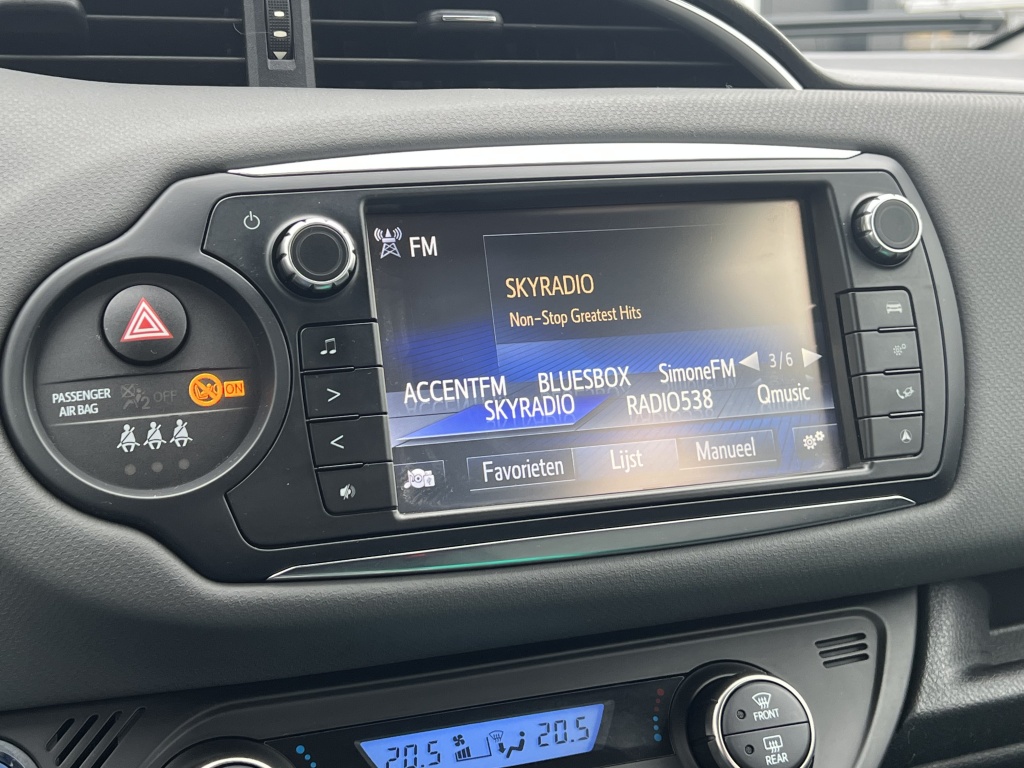 FM
SKYRADIO
Non-Stop Greatest Hits
3/6
ACCENTFM BLUESBOX SimoneFM
SKYRADIO RADIO538 Qmusic
Favorieten Lijst Manueel
PASSENGER
AIR BAG
2 OFF
ON
20.5 20.5
FRONT
REAR